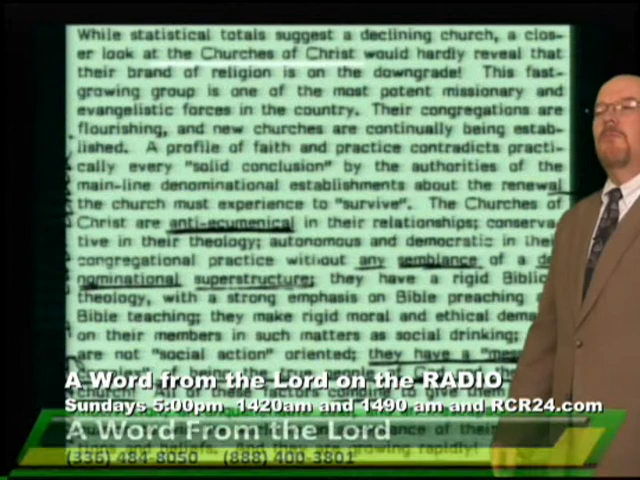 While statistical totals suggest a declining church, a clos-
er look at the Churches of Christ would hardly reveal that
their brand of religion is on the downgrade! This fast-
growing group is one of the most potent missionary and
evangelistic forces in the country. Their congregations are
flourishing, and new churches are continually being estab-
lished. A profile of faith and practice contradicts practi-
cally every "solid conclusion" by the authorities of the
main-line denominational establishments about the renewal
the church must experience to "survive". The Churches of
Christ are anti-ecumenical in their relationships; conserva-
tive in their theology; autonomous and democratic in their
congregational practice without any semblance of a de
nominational superstructure; they have a rigid Biblic
theology, with a strong emphasis on Bible preaching
Bible teaching; they make rigid moral and ethical dema
on their members in such matters as social drinking;
are not "social action" oriented; they have a
A Word from the Lord on the RADIO
Sundays 5:00pm 1420am and 1490 am and RCR24.com
A Word From the Lord
(336) 484-8050 (888) 400-3801